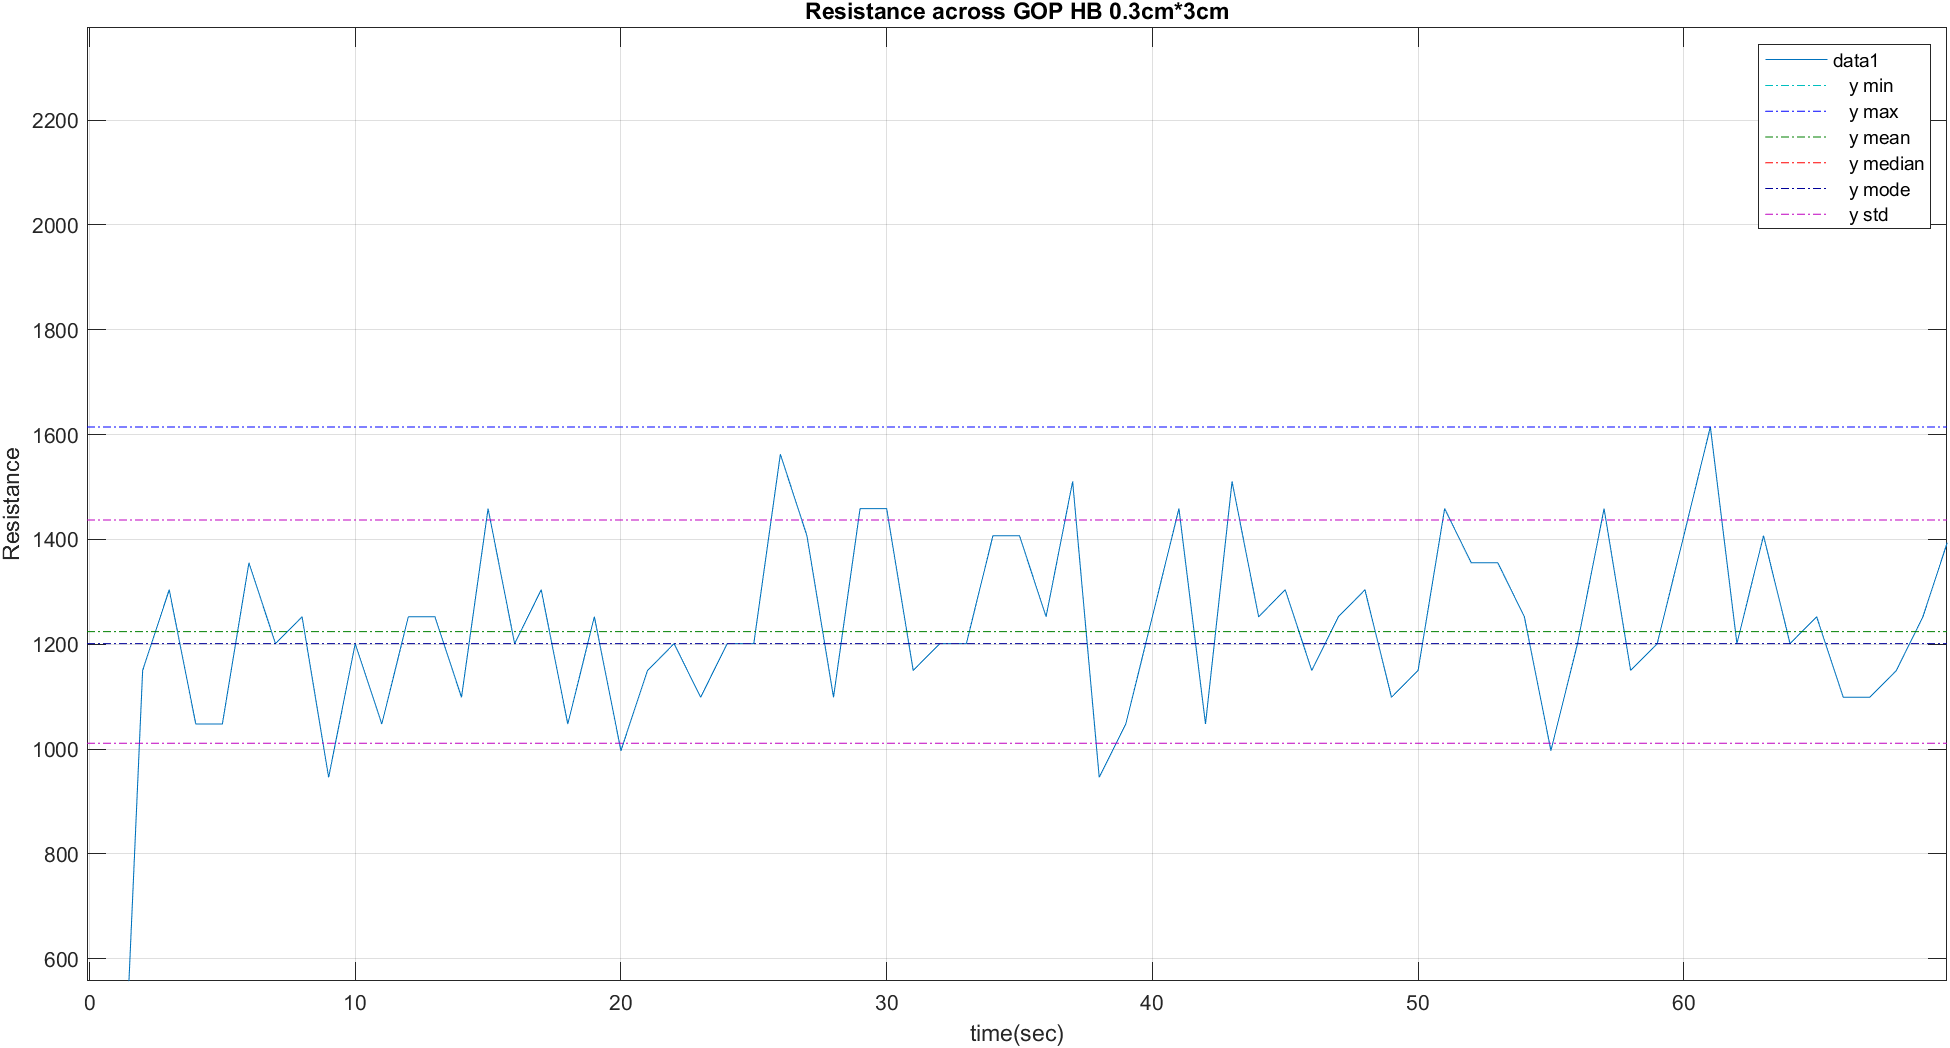 Resistance across GOP HB 0.3cm*3cm
data1
y min
y max
y mean
y median
y mode
y std
2200
2000
1800
1600
1400
1200
1000
800
600
Resistance
0 10 20 30 40 50 60
time(sec)